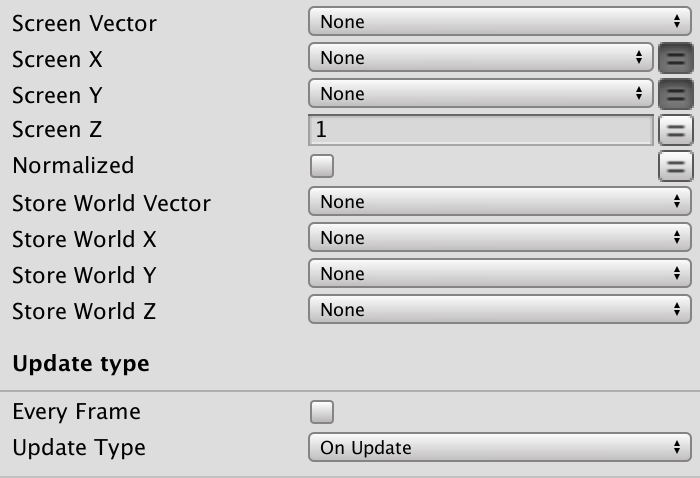 Screen Vector None
Screen X None
Screen Y None
Screen Z 1
Normalized
Store World Vector None
Store World X None
Store World Y None
Store World Z None
Update type
Every Frame
Update Type On Update